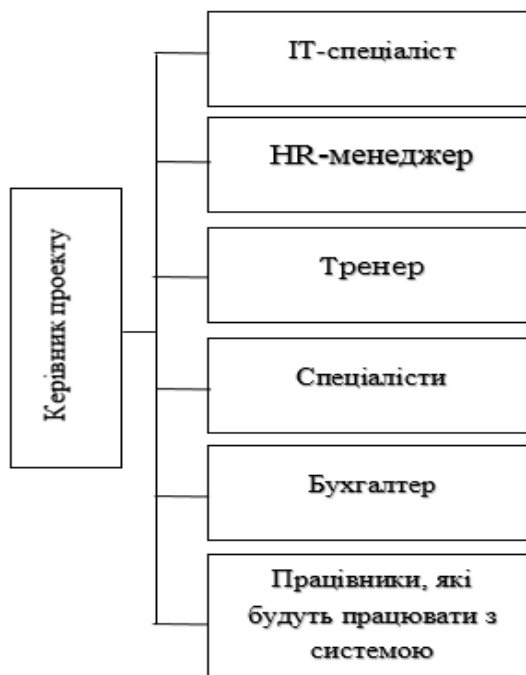 Керівник проекту
ІТ-спеціаліст
HR-менеджер
Тренер
Спеціалісти
Бухгалтер
Працівники, які
будуть працювати з
системою